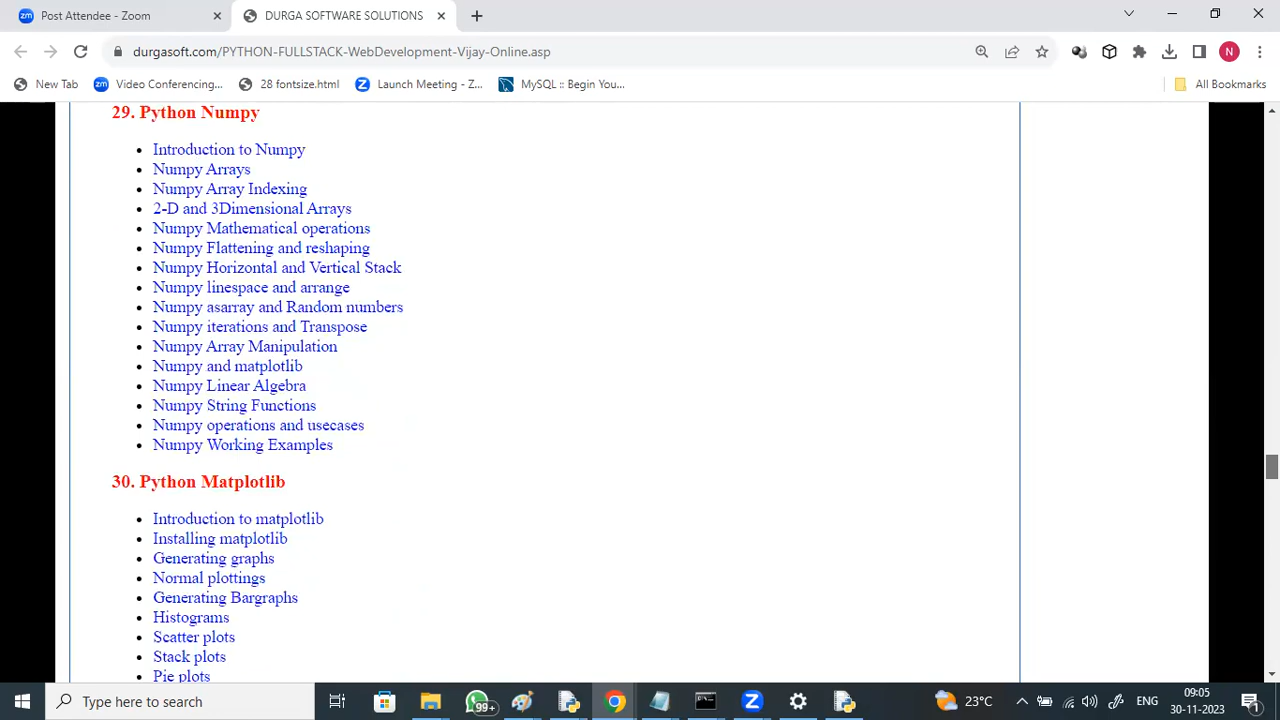 Post Attendee - Zoom
DURGA SOFTWARE SOLUTIONS
durgasoft.com/PYTHON-FULLSTACK-WebDevelopment-Vijay-Online.asp
N
New Tab
zm
Video Conferencing...
28 fontsize.html
Launch Meeting - Z...
MySQL :: Begin You...
All Bookmarks
29. Python Numpy
Introduction to Numpy
Numpy Arrays
Numpy Array Indexing
2-D and 3Dimensional Arrays
Numpy Mathematical operations
Numpy Flattening and reshaping
Numpy Horizontal and Vertical Stack
Numpy linespace and arrange
Numpy asarray and Random numbers
Numpy iterations and Transpose
Numpy Array Manipulation
Numpy and matplotlib
Numpy Linear Algebra
Numpy String Functions
Numpy operations and usecases
Numpy Working Examples
30. Python Matplotlib
Introduction to matplotlib
Installing matplotlib
Generating graphs
Normal plottings
Generating Bargraphs
Histograms
Scatter plots
Stack plots
Pie plots
Type here to search
99+
23°C
ENG
09:05
30-11-2023
1